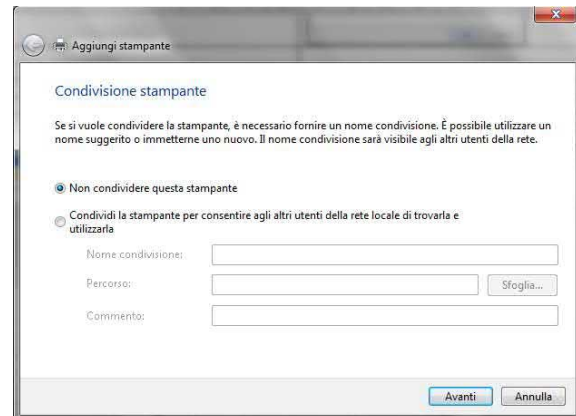 Aggiungi stampante
Condivisione stampante
Se si vuole condividere la stampante, è necessario fornire un nome condivisione. È possibile utilizzare un
nome suggerito o immetterne uno nuovo. Il nome condivisione sarà visibile agli altri utenti della rete.
Non condividere questa stampante
Condividi la stampante per consentire agli altri utenti della rete locale di trovarla e
utilizzarla
Nome condivisione:
Percorso:
Sfoglia...
Commento:
Avanti
Annulla